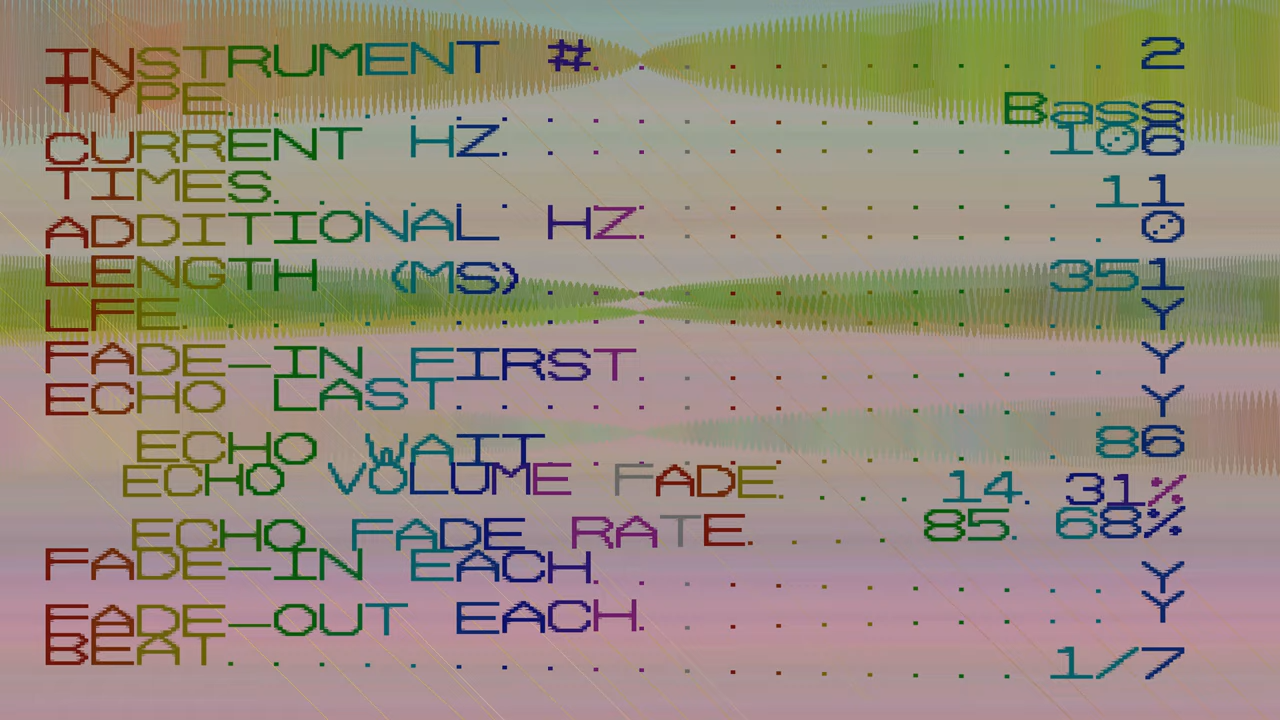 INSTRUMENT #. . . . . . . . . . . . 2
TYPE. . . . . . . . . . . . . . . . . . Bass
CURRENT HZ. . . . . . . . . . . . 106
TIMES. . . . . . . . . . . . . . . . . . 11
ADDITIONAL HZ. . . . . . . . . . . 0
LENGTH (MS) . . . . . . . . . . . 351
LFE. . . . . . . . . . . . . . . . . . . . . Y
FADE-IN FIRST. . . . . . . . . . . Y
ECHO LAST. . . . . . . . . . . . . . . Y
ECHO WAIT. . . . . . . . . . . . . 86
ECHO VOLUME FADE. . . . 14.31%
ECHO FADE RATE. . . . 85.68%
FADE-IN EACH. . . . . . . . . . . . Y
FADE-OUT EACH. . . . . . . . . . . Y
BEAT. . . . . . . . . . . . . . . . . . . 1/7